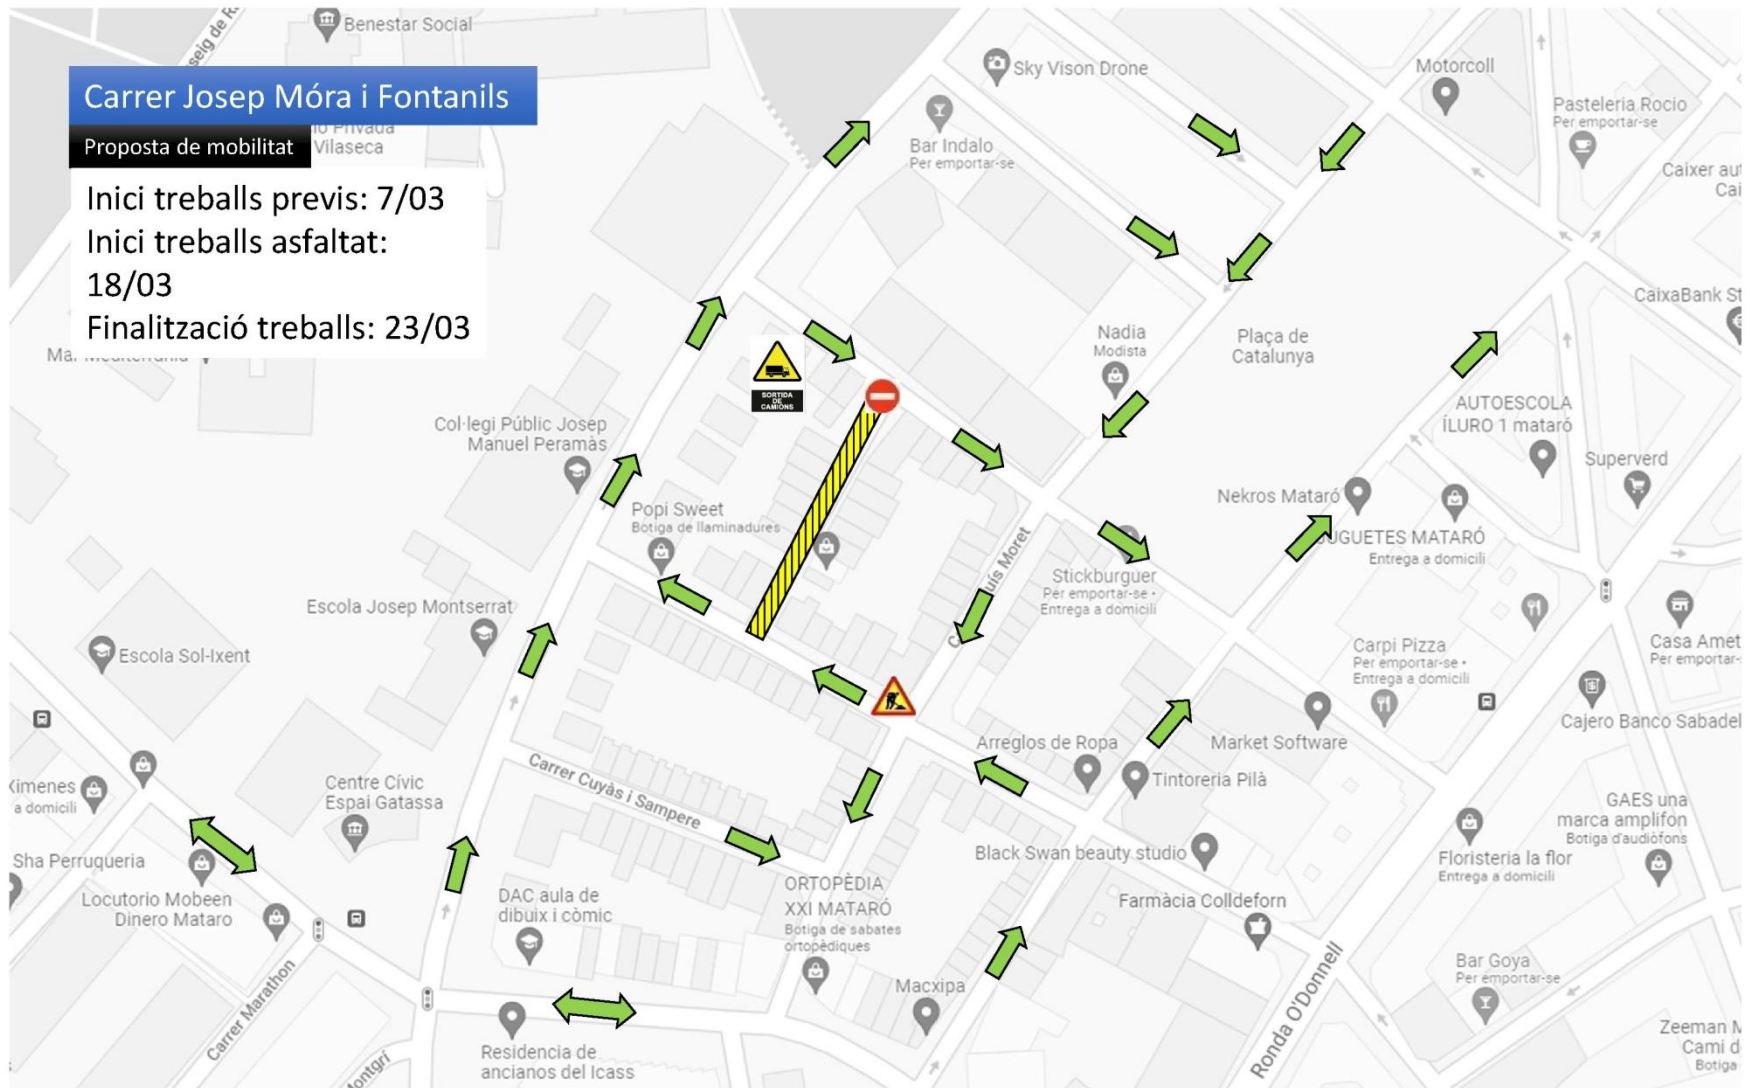 Benestar Social
Carrer Josep Móra i Fontanils
Proposta de mobilitat
Vilaseca
Inici treballs previs: 7/03
Inici treballs asfaltat:
18/03
Finalització treballs: 23/03
Sky Vison Drone
Motorcoll
Pasteleria Rocio
Per emportar-se
Bar Indalo
Per emportar-se
Caixer
CaixaBank
Nadia
Modista
Plaça de
Catalunya
SORTIDA
DE
CAMIONS
AUTOESCOLA
ÍLURO 1 mataró
Col·legi Públic Josep
Manuel Peramàs
Superverd
Nekros Mataró
Popi Sweet
Botiga de llaminadures
JUGUETES MATARÓ
Entrega a domicili
Moret
Stickburguer
Per emportar-se •
Entrega a domicili
Escola Josep Montserrat
Escola Sol-Ixent
Carpi Pizza
Per emportar-se •
Entrega a domicili
Casa Amet
Per emportar-
Cajero Banco Sabadel
Arreglos de Ropa
Market Software
Tintoreria Pilà
Carrer Cuyàs i Sampere
Ximenes
a domicili
Centre Cívic
Espai Gatassa
GAES una
marca amplifon
Botiga d'audiòfons
Sha Perruqueria
Black Swan beauty studio
Floristeria la flor
Entrega a domicili
Locutorio Mobeen
Dinero Mataro
DAC aula de
dibuix i còmic
ORTOPÈDIA
XXI MATARÓ
Botiga de sabates
ortopèdiques
Farmàcia Colldeforn
Bar Goya
Per emportar-se
Macxipa
Carrer Marathon
Ronda O'Donnell
Residencia de
ancianos del Icass
Zeeman
Cami d
Botiga